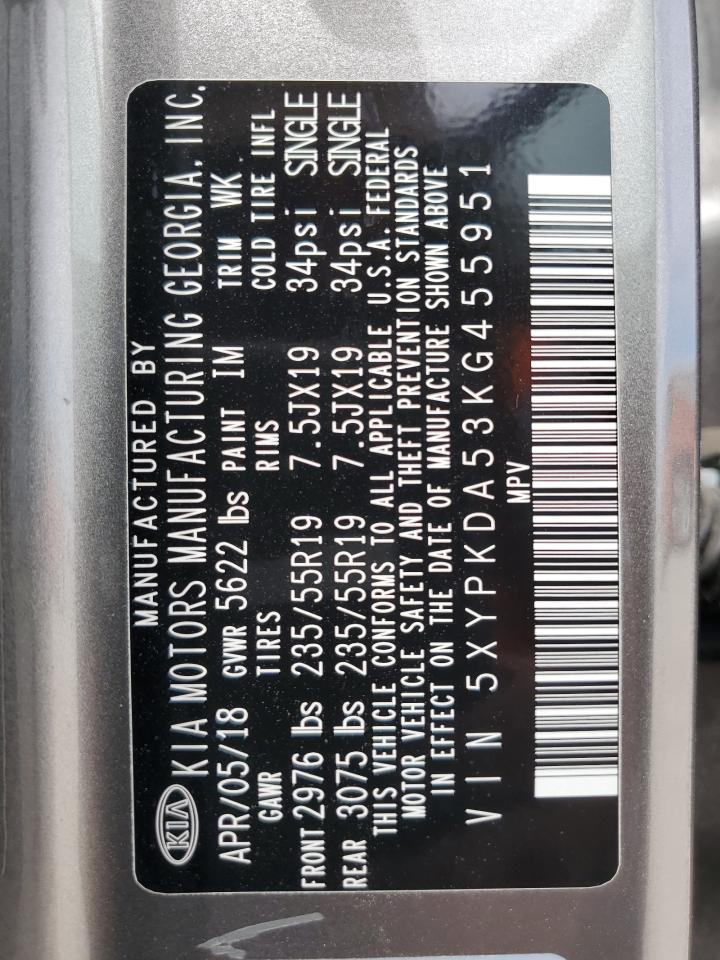 MANUFACTURED BY
KIA KIA MOTORS MANUFACTURING GEORGIA, INC.
APR/05/18 GVWR 5622 lbs PAINT IM TRIM WK
GAWR TIRES RIMS COLD TIRE INFL
FRONT 2976 lbs 235/55R19 7.5JX19 34psi SINGLE
REAR 3075 lbs 235/55R19 7.5JX19 34psi SINGLE
THIS VEHICLE CONFORMS TO ALL APPLICABLE U.S.A. FEDERAL
MOTOR VEHICLE SAFETY AND THEFT PREVENTION STANDARDS
IN EFFECT ON THE DATE OF MANUFACTURE SHOWN ABOVE
VIN 5XYPKDA53KG455951
MPV